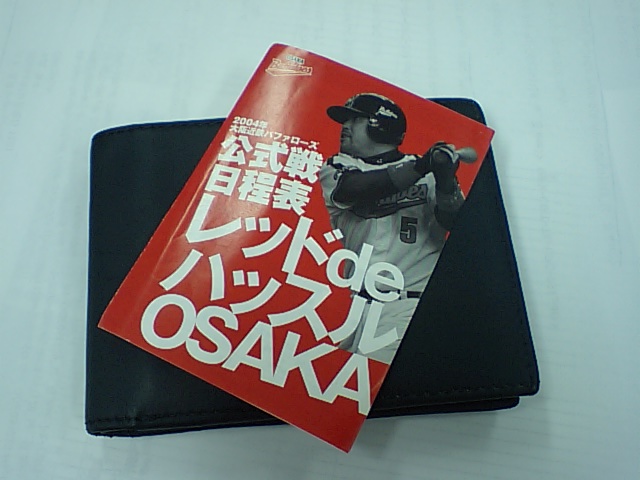 2004年
大阪近鉄バファローズ
公式戦
日程表
レッドde
ハッスル
OSAKA
5